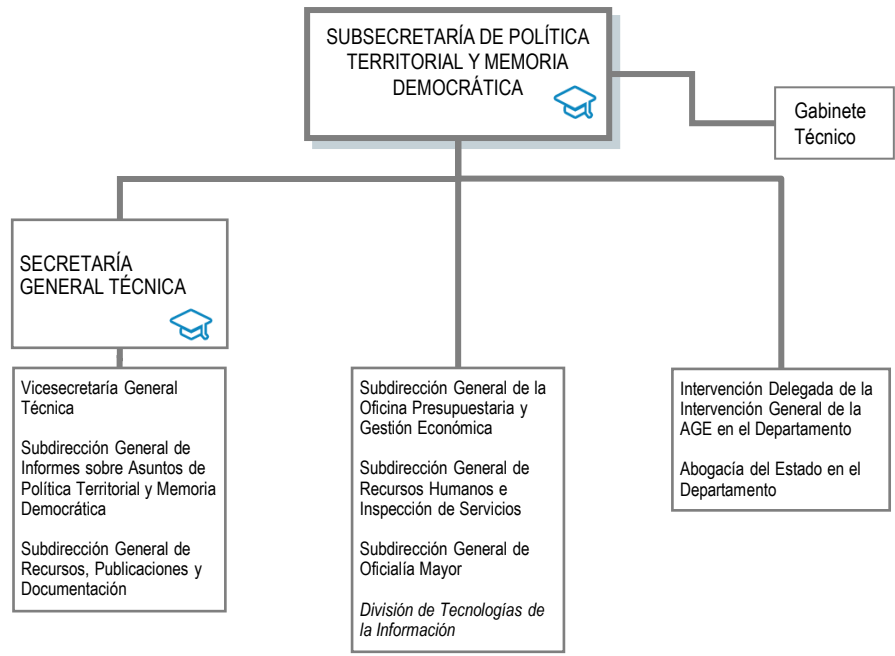 SUBSECRETARÍA DE POLÍTICA
TERRITORIAL Y MEMORIA
DEMOCRÁTICA
Gabinete
Técnico
SECRETARÍA
GENERAL TÉCNICA
Vicesecretaría General
Técnica
Subdirección General de
Informes sobre Asuntos de
Política Territorial y Memoria
Democrática
Subdirección General de
Recursos, Publicaciones y
Documentación
Subdirección General de la
Oficina Presupuestaria y
Gestión Económica
Subdirección General de
Recursos Humanos e
Inspección de Servicios
Subdirección General de
Oficialía Mayor
División de Tecnologías de
la Información
Intervención Delegada de la
Intervención General de la
AGE en el Departamento
Abogacía del Estado en el
Departamento